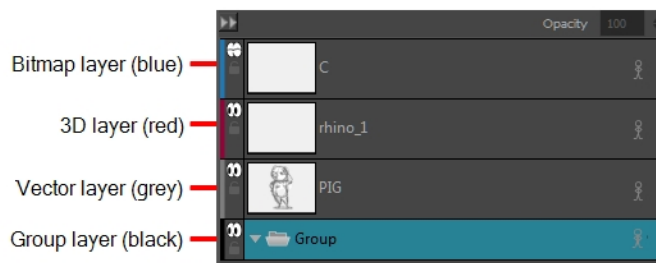 Opacity 100
Bitmap layer (blue)
C
3D layer (red)
rhino_1
Vector layer (grey)
PIG
Group layer (black)
Group